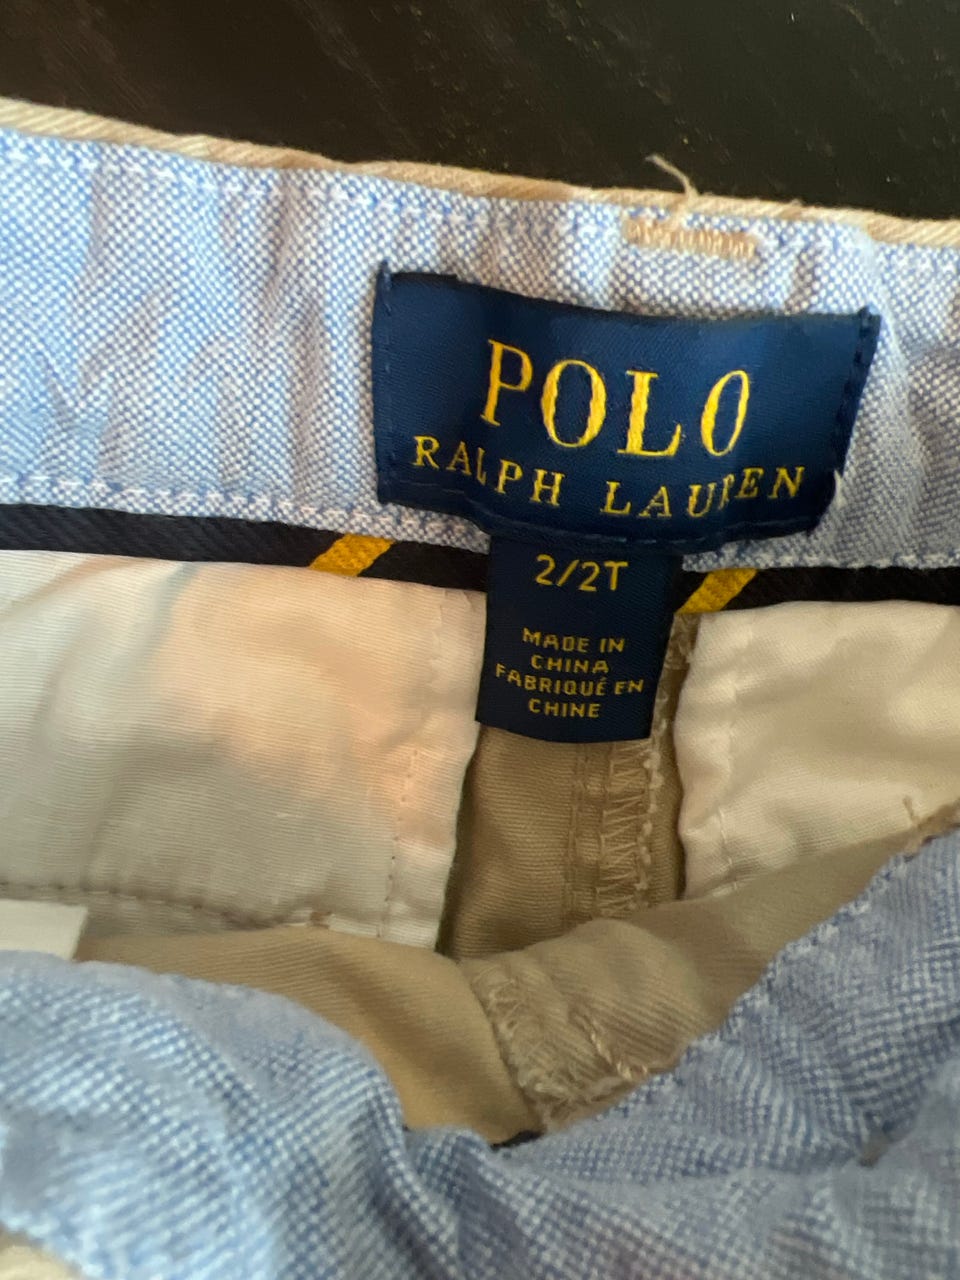 POLO
RALPH LAUREN
2/2T
MADE IN
CHINA
FABRIQUÉ EN
CHINE